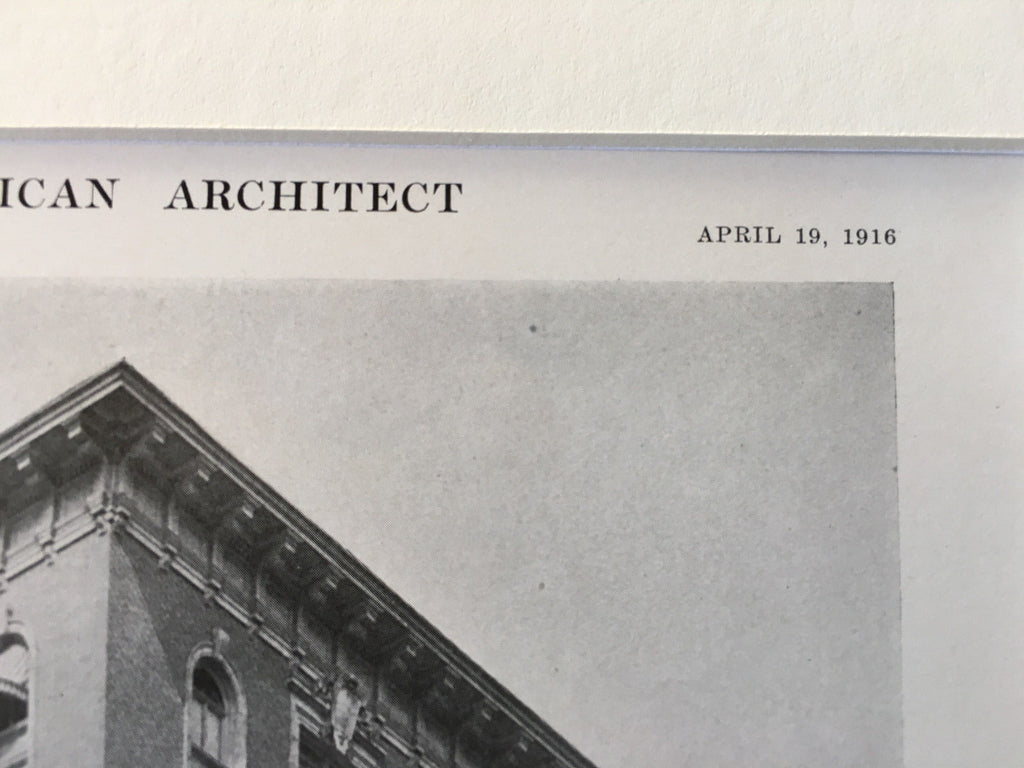 ICAN ARCHITECT
APRIL 19, 1916